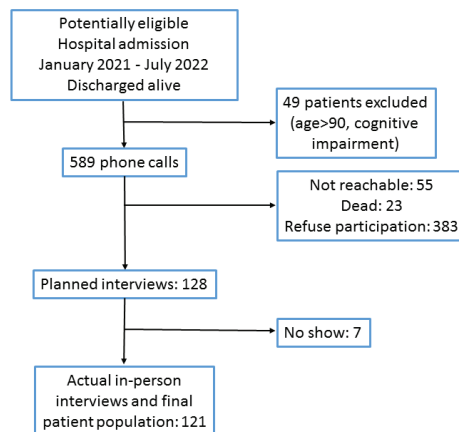 Potentially eligible
Hospital admission
January 2021 - July 2022
Discharged alive
49 patients excluded
(age>90, cognitive
impairment)
589 phone calls
Not reachable: 55
Dead: 23
Refuse participation: 383
Planned interviews: 128
No show: 7
Actual in-person
interviews and final
patient population: 121